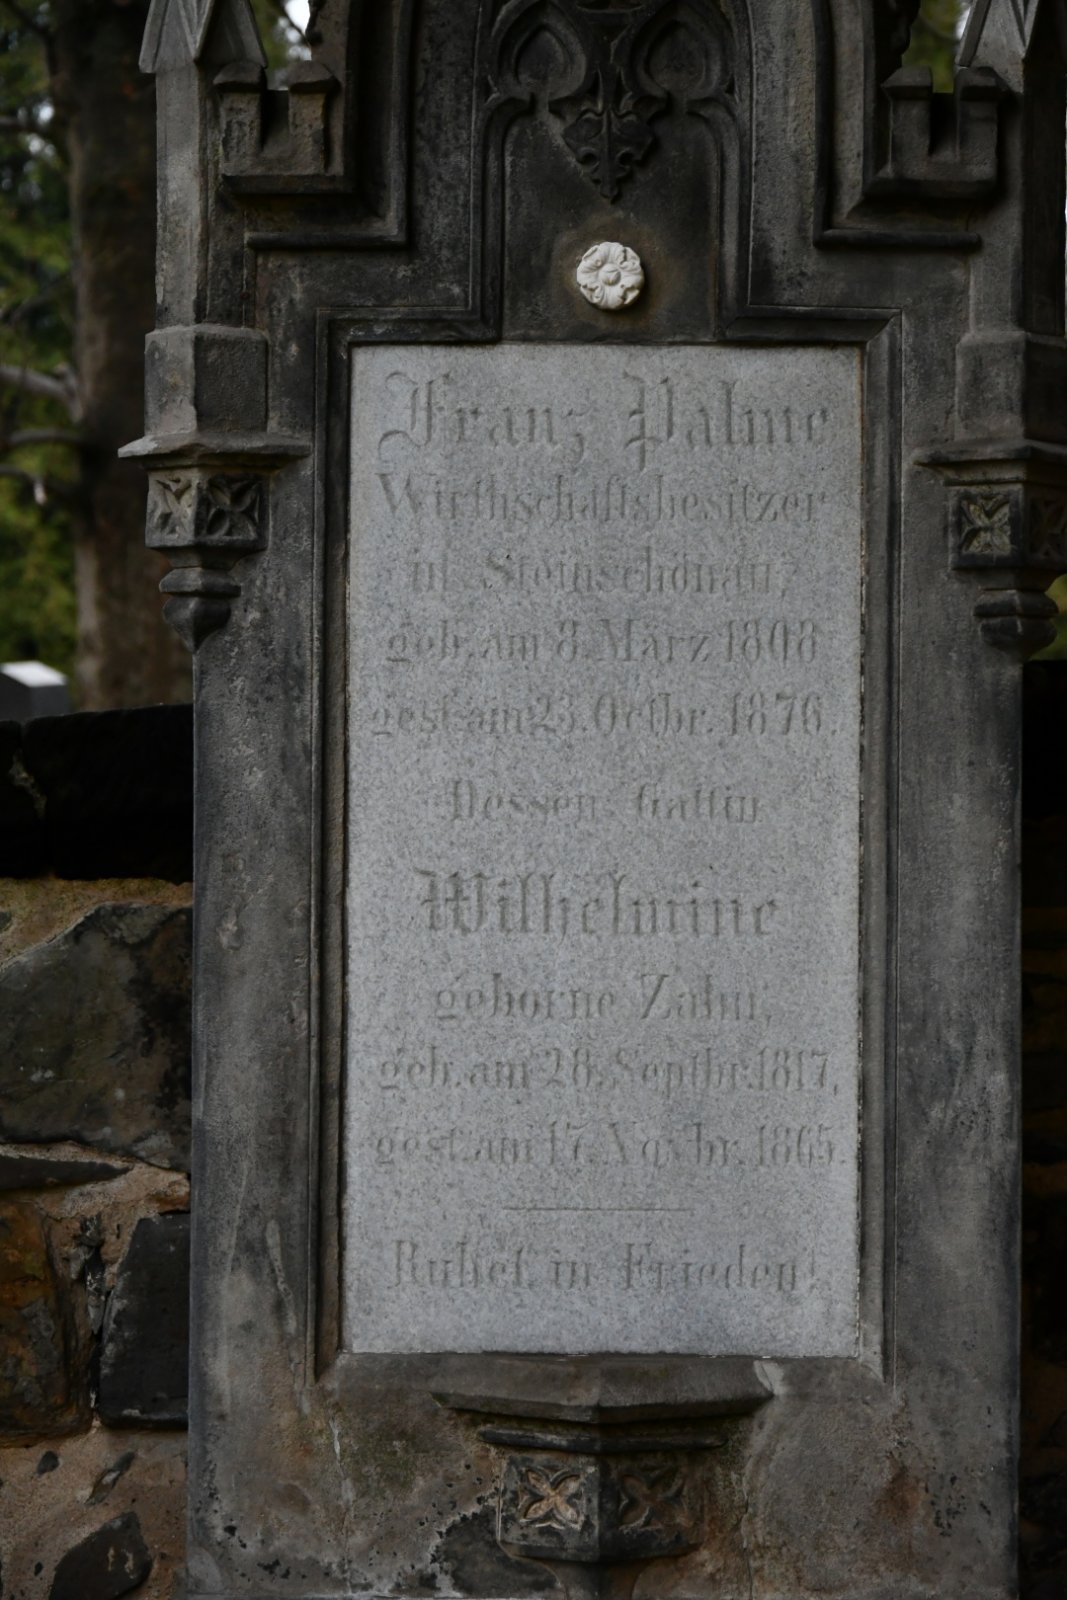 Franz Palme
Wirthschaftsbesitzer
in Steinschönau,
geb. am 8. März 1808
gest. am 23. Octbr. 1876.
Dessen Gattin
Wilhelmine
geborne Zahn,
geb. am 28. Septbr. 1817,
gest. am 17. Novbr. 1865.
Ruhet in Frieden!